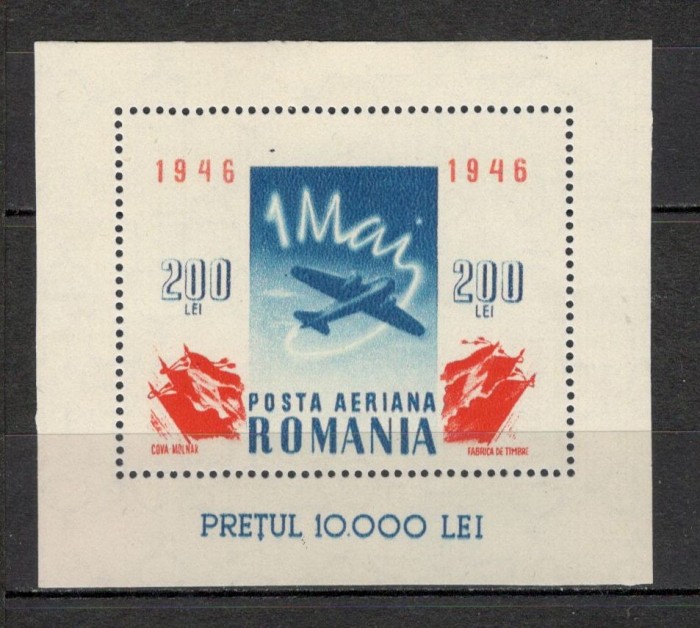 1946 1946
1 Mai
200 200
LEI LEI
POSTA AERIANA
ROMANIA
COVA-MOLNAR FABRICA DE TIMBRE
PREȚUL 10.000 LEI